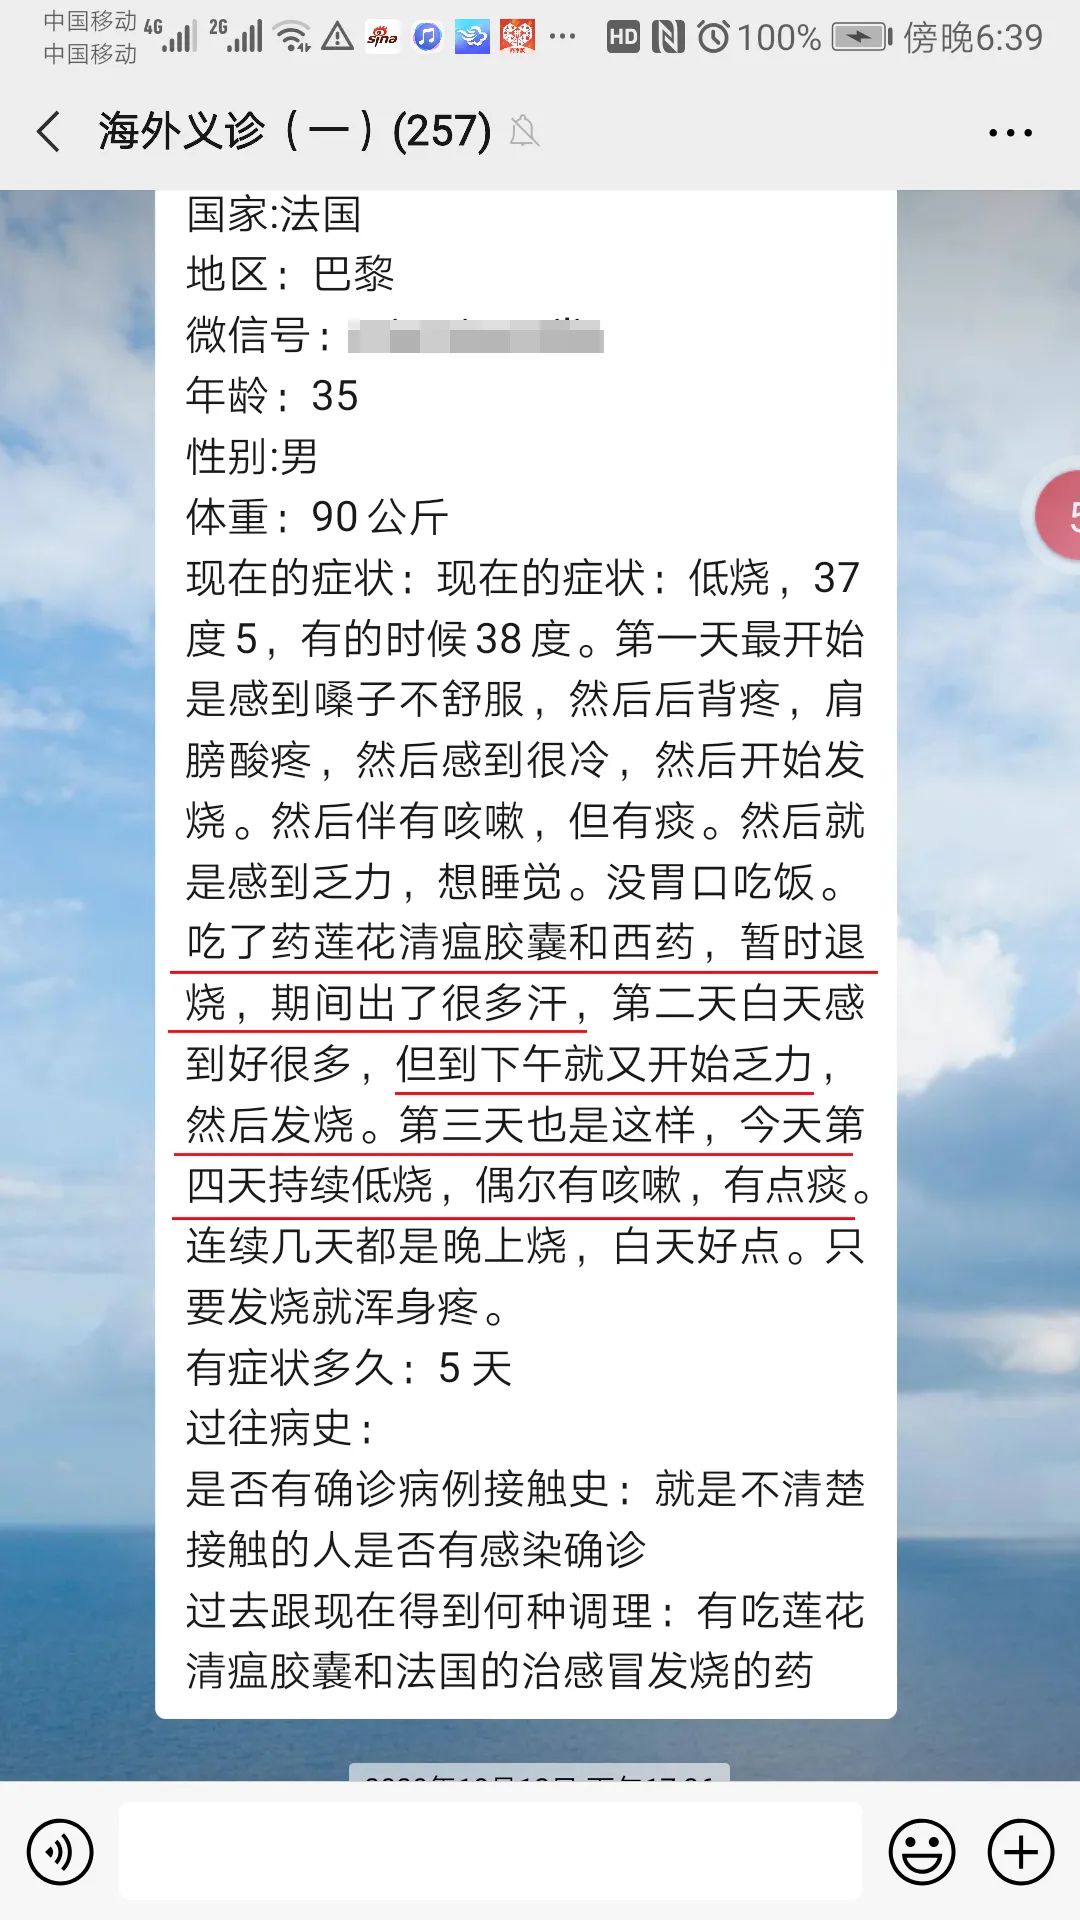 中国移动 4G 2G
中国移动
sina
HD 100% 傍晚6:39
海外义诊（一）(257)
国家:法国
地区：巴黎
微信号：
年龄：35
性别:男
体重：90公斤
现在的症状：现在的症状：低烧，37
度5，有的时候38度。第一天最开始
是感到嗓子不舒服，然后后背疼，肩
膀酸疼，然后感到很冷，然后开始发
烧。然后伴有咳嗽，但有痰。然后就
是感到乏力，想睡觉。没胃口吃饭。
吃了药莲花清瘟胶囊和西药，暂时退
烧，期间出了很多汗，第二天白天感
到好很多，但到下午就又开始乏力，
然后发烧。第三天也是这样，今天第
四天持续低烧，偶尔有咳嗽，有点痰。
连续几天都是晚上烧，白天好点。只
要发烧就浑身疼。
有症状多久：5天
过往病史：
是否有确诊病例接触史：就是不清楚
接触的人是否有感染确诊
过去跟现在得到何种调理：有吃莲花
清瘟胶囊和法国的治感冒发烧的药